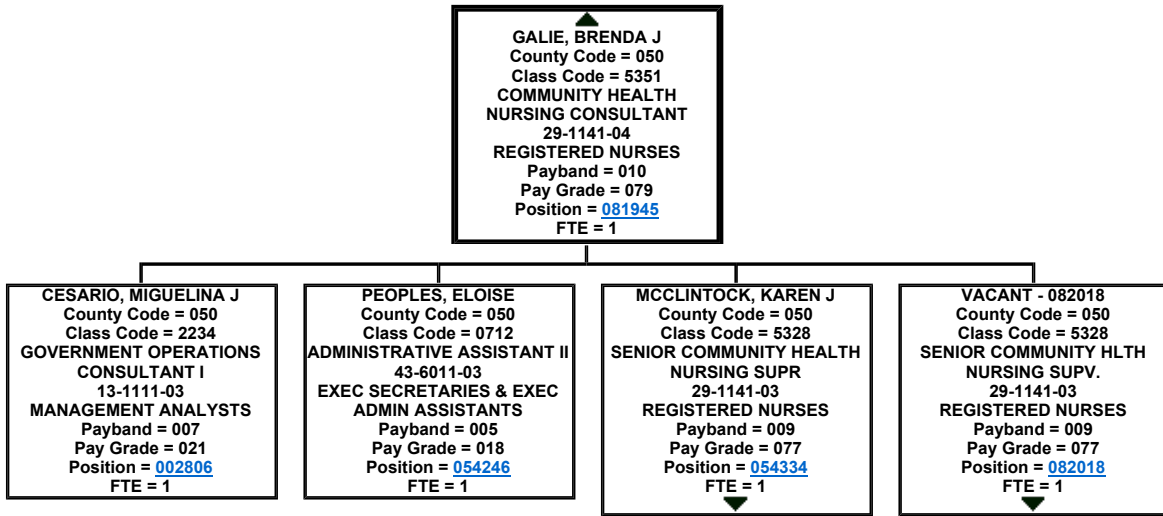 GALIE, BRENDA J
County Code = 050
Class Code = 5351
COMMUNITY HEALTH
NURSING CONSULTANT
29-1141-04
REGISTERED NURSES
Payband = 010
Pay Grade = 079
Position = 081945
FTE = 1
CESARIO, MIGUELINA J
County Code = 050
Class Code = 2234
GOVERNMENT OPERATIONS
CONSULTANT I
13-1111-03
MANAGEMENT ANALYSTS
Payband = 007
Pay Grade = 021
Position = 002806
FTE = 1
PEOPLES, ELOISE
County Code = 050
Class Code = 0712
ADMINISTRATIVE ASSISTANT II
43-6011-03
EXEC SECRETARIES & EXEC
ADMIN ASSISTANTS
Payband = 005
Pay Grade = 018
Position = 054246
FTE = 1
MCCLINTOCK, KAREN J
County Code = 050
Class Code = 5328
SENIOR COMMUNITY HEALTH
NURSING SUPR
29-1141-03
REGISTERED NURSES
Payband = 009
Pay Grade = 077
Position = 054334
FTE = 1
VACANT - 082018
County Code = 050
Class Code = 5328
SENIOR COMMUNITY HLTH
NURSING SUPV.
29-1141-03
REGISTERED NURSES
Payband = 009
Pay Grade = 077
Position = 082018
FTE = 1